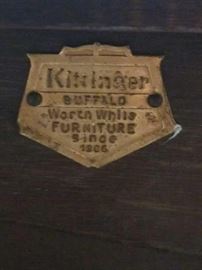 Kittinger
BUFFALO
Worth While
FURNITURE
Since
1866